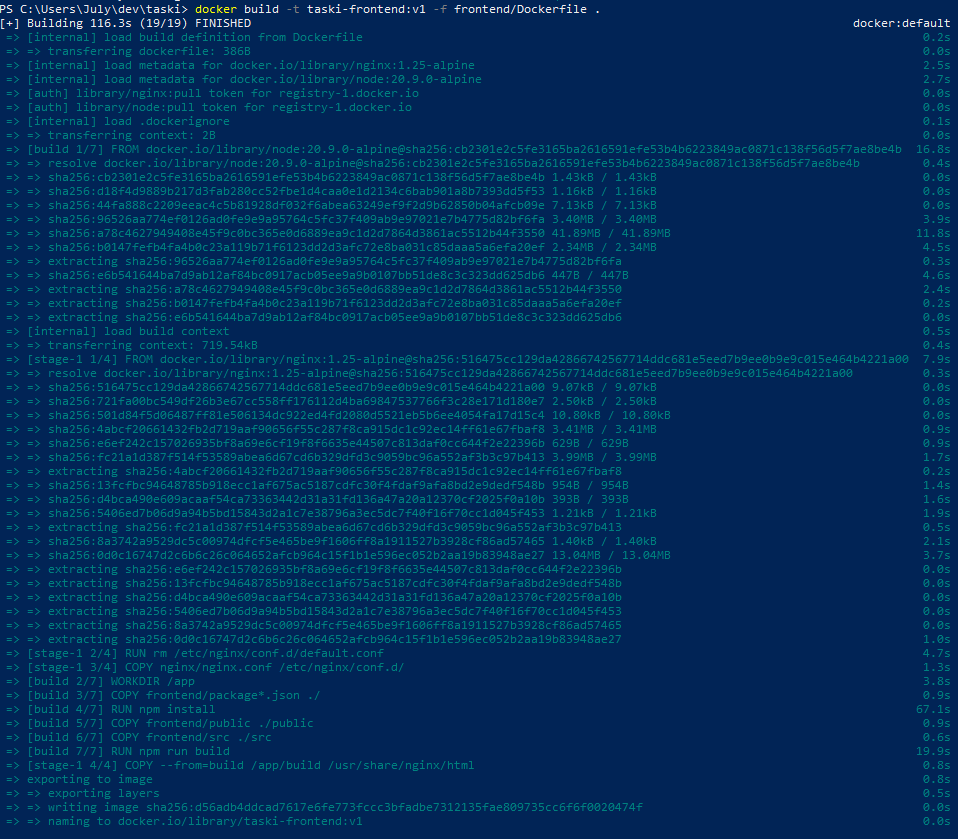 PS C:\Users\July\dev\taski> docker build -t taski-frontend:v1 -f frontend/Dockerfile .
[+] Building 116.3s (19/19) FINISHED docker:default
=> [internal] load build definition from Dockerfile 0.2s
=> => transferring dockerfile: 386B 0.0s
=> [internal] load metadata for docker.io/library/nginx:1.25-alpine 2.5s
=> [internal] load metadata for docker.io/library/node:20.9.0-alpine 2.7s
=> [auth] library/nginx:pull token for registry-1.docker.io 0.0s
=> [auth] library/node:pull token for registry-1.docker.io 0.0s
=> [internal] load .dockerignore 0.1s
=> => transferring context: 2B 0.0s
=> [build 1/7] FROM docker.io/library/node:20.9.0-alpine@sha256:cb2301e2c5fe3165ba2616591efe53b4b6223849ac0871c138f56d5f7ae8be4b 16.8s
=> => resolve docker.io/library/node:20.9.0-alpine@sha256:cb2301e2c5fe3165ba2616591efe53b4b6223849ac0871c138f56d5f7ae8be4b 0.4s
=> => sha256:cb2301e2c5fe3165ba2616591efe53b4b6223849ac0871c138f56d5f7ae8be4b 1.43kB / 1.43kB 0.0s
=> => sha256:d18f4d9889b217d3fab280cc52fbe1d4caa0e1d2134c6bab901a8b7393dd5f53 1.16kB / 1.16kB 0.0s
=> => sha256:44fa888c2209eeac4c5b81928df032f6abea63249ef9f2d9b62850b04afcb09e 7.13kB / 7.13kB 0.0s
=> => sha256:96526aa774ef0126ad0fe9e9a95764c5fc37f409ab9e97021e7b4775d82bf6fa 3.40MB / 3.40MB 3.9s
=> => sha256:a78c4627949408e45f9c0bc365e0d6889ea9c1d2d7864d3861ac5512b44f3550 41.89MB / 41.89MB 11.8s
=> => sha256:b0147fefb4fa4b0c23a119b71f6123dd2d3afc72e8ba031c85daaa5a6efa20ef 2.34MB / 2.34MB 4.5s
=> => extracting sha256:96526aa774ef0126ad0fe9e9a95764c5fc37f409ab9e97021e7b4775d82bf6fa 0.3s
=> => sha256:e6b541644ba7d9ab12af84bc0917acb05ee9a9b0107bb51de8c3c323dd625db6 447B / 447B 4.6s
=> => extracting sha256:a78c4627949408e45f9c0bc365e0d6889ea9c1d2d7864d3861ac5512b44f3550 2.4s
=> => extracting sha256:b0147fefb4fa4b0c23a119b71f6123dd2d3afc72e8ba031c85daaa5a6efa20ef 0.2s
=> => extracting sha256:e6b541644ba7d9ab12af84bc0917acb05ee9a9b0107bb51de8c3c323dd625db6 0.0s
=> [internal] load build context 0.5s
=> => transferring context: 719.54kB 0.4s
=> [stage-1 1/4] FROM docker.io/library/nginx:1.25-alpine@sha256:516475cc129da42866742567714ddc681e5eed7b9ee0b9e9c015e464b4221a00 7.9s
=> => resolve docker.io/library/nginx:1.25-alpine@sha256:516475cc129da42866742567714ddc681e5eed7b9ee0b9e9c015e464b4221a00 0.3s
=> => sha256:516475cc129da42866742567714ddc681e5eed7b9ee0b9e9c015e464b4221a00 9.07kB / 9.07kB 0.0s
=> => sha256:721fa00bc549df26b3e67cc558ff176112d4ba69847537766f3c28e171d180e7 2.50kB / 2.50kB 0.0s
=> => sha256:501d84f5d06487ff81e506134dc922ed4fd2080d5521eb5b6ee4054fa17d15c4 10.80kB / 10.80kB 0.0s
=> => sha256:4abcf20661432fb2d719aaf90656f55c287f8ca915dc1c92ec14ff61e67fbaf8 3.41MB / 3.41MB 0.9s
=> => sha256:e6ef242c157026935bf8a69e6cf19f8f6635e44507c813daf0cc644f2e22396b 629B / 629B 0.9s
=> => sha256:fc21a1d387f514f53589abea6d67cd6b329dfd3c9059bc96a552af3b3c97b413 3.99MB / 3.99MB 1.7s
=> => extracting sha256:4abcf20661432fb2d719aaf90656f55c287f8ca915dc1c92ec14ff61e67fbaf8 0.2s
=> => sha256:13fcfbc94648785b918ecc1af675ac5187cdfc30f4fdaf9afa8bd2e9dedf548b 954B / 954B 1.4s
=> => sha256:d4bca490e609acaaf54ca73363442d31a31fd136a47a20a12370cf2025f0a10b 393B / 393B 1.6s
=> => sha256:5406ed7b06d9a94b5bd15843d2a1c7e38796a3ec5dc7f40f16f70cc1d045f453 1.21kB / 1.21kB 1.9s
=> => extracting sha256:fc21a1d387f514f53589abea6d67cd6b329dfd3c9059bc96a552af3b3c97b413 0.5s
=> => sha256:8a3742a9529dc5c00974dfcf5e465be9f1606ff8a1911527b3928cf86ad57465 1.40kB / 1.40kB 2.1s
=> => sha256:0d0c16747d2c6b6c26c064652afcb964c15f1b1e596ec052b2aa19b83948ae27 13.04MB / 13.04MB 3.7s
=> => extracting sha256:e6ef242c157026935bf8a69e6cf19f8f6635e44507c813daf0cc644f2e22396b 0.0s
=> => extracting sha256:13fcfbc94648785b918ecc1af675ac5187cdfc30f4fdaf9afa8bd2e9dedf548b 0.0s
=> => extracting sha256:d4bca490e609acaaf54ca73363442d31a31fd136a47a20a12370cf2025f0a10b 0.0s
=> => extracting sha256:5406ed7b06d9a94b5bd15843d2a1c7e38796a3ec5dc7f40f16f70cc1d045f453 0.0s
=> => extracting sha256:8a3742a9529dc5c00974dfcf5e465be9f1606ff8a1911527b3928cf86ad57465 0.0s
=> => extracting sha256:0d0c16747d2c6b6c26c064652afcb964c15f1b1e596ec052b2aa19b83948ae27 1.0s
=> [stage-1 2/4] RUN rm /etc/nginx/conf.d/default.conf 4.7s
=> [stage-1 3/4] COPY nginx/nginx.conf /etc/nginx/conf.d/ 1.3s
=> [build 2/7] WORKDIR /app 3.8s
=> [build 3/7] COPY frontend/package*.json ./ 0.9s
=> [build 4/7] RUN npm install 67.1s
=> [build 5/7] COPY frontend/public ./public 0.9s
=> [build 6/7] COPY frontend/src ./src 0.6s
=> [build 7/7] RUN npm run build 19.9s
=> [stage-1 4/4] COPY --from=build /app/build /usr/share/nginx/html 0.8s
=> exporting to image 0.8s
=> => exporting layers 0.5s
=> => writing image sha256:d56adb4ddcad7617e6fe773fccc3bfadbe7312135fae809735cc6f6f0020474f 0.0s
=> => naming to docker.io/library/taski-frontend:v1 0.0s